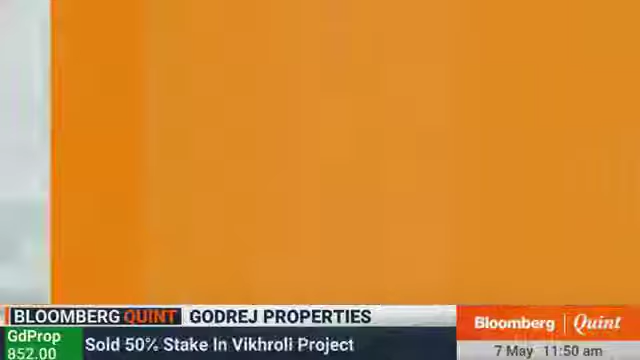 BLOOMBERG QUINT GODREJ PROPERTIES
Bloomberg | Quint
GdProp
852.00
Sold 50% Stake In Vikhroli Project
7 May 11:50 am